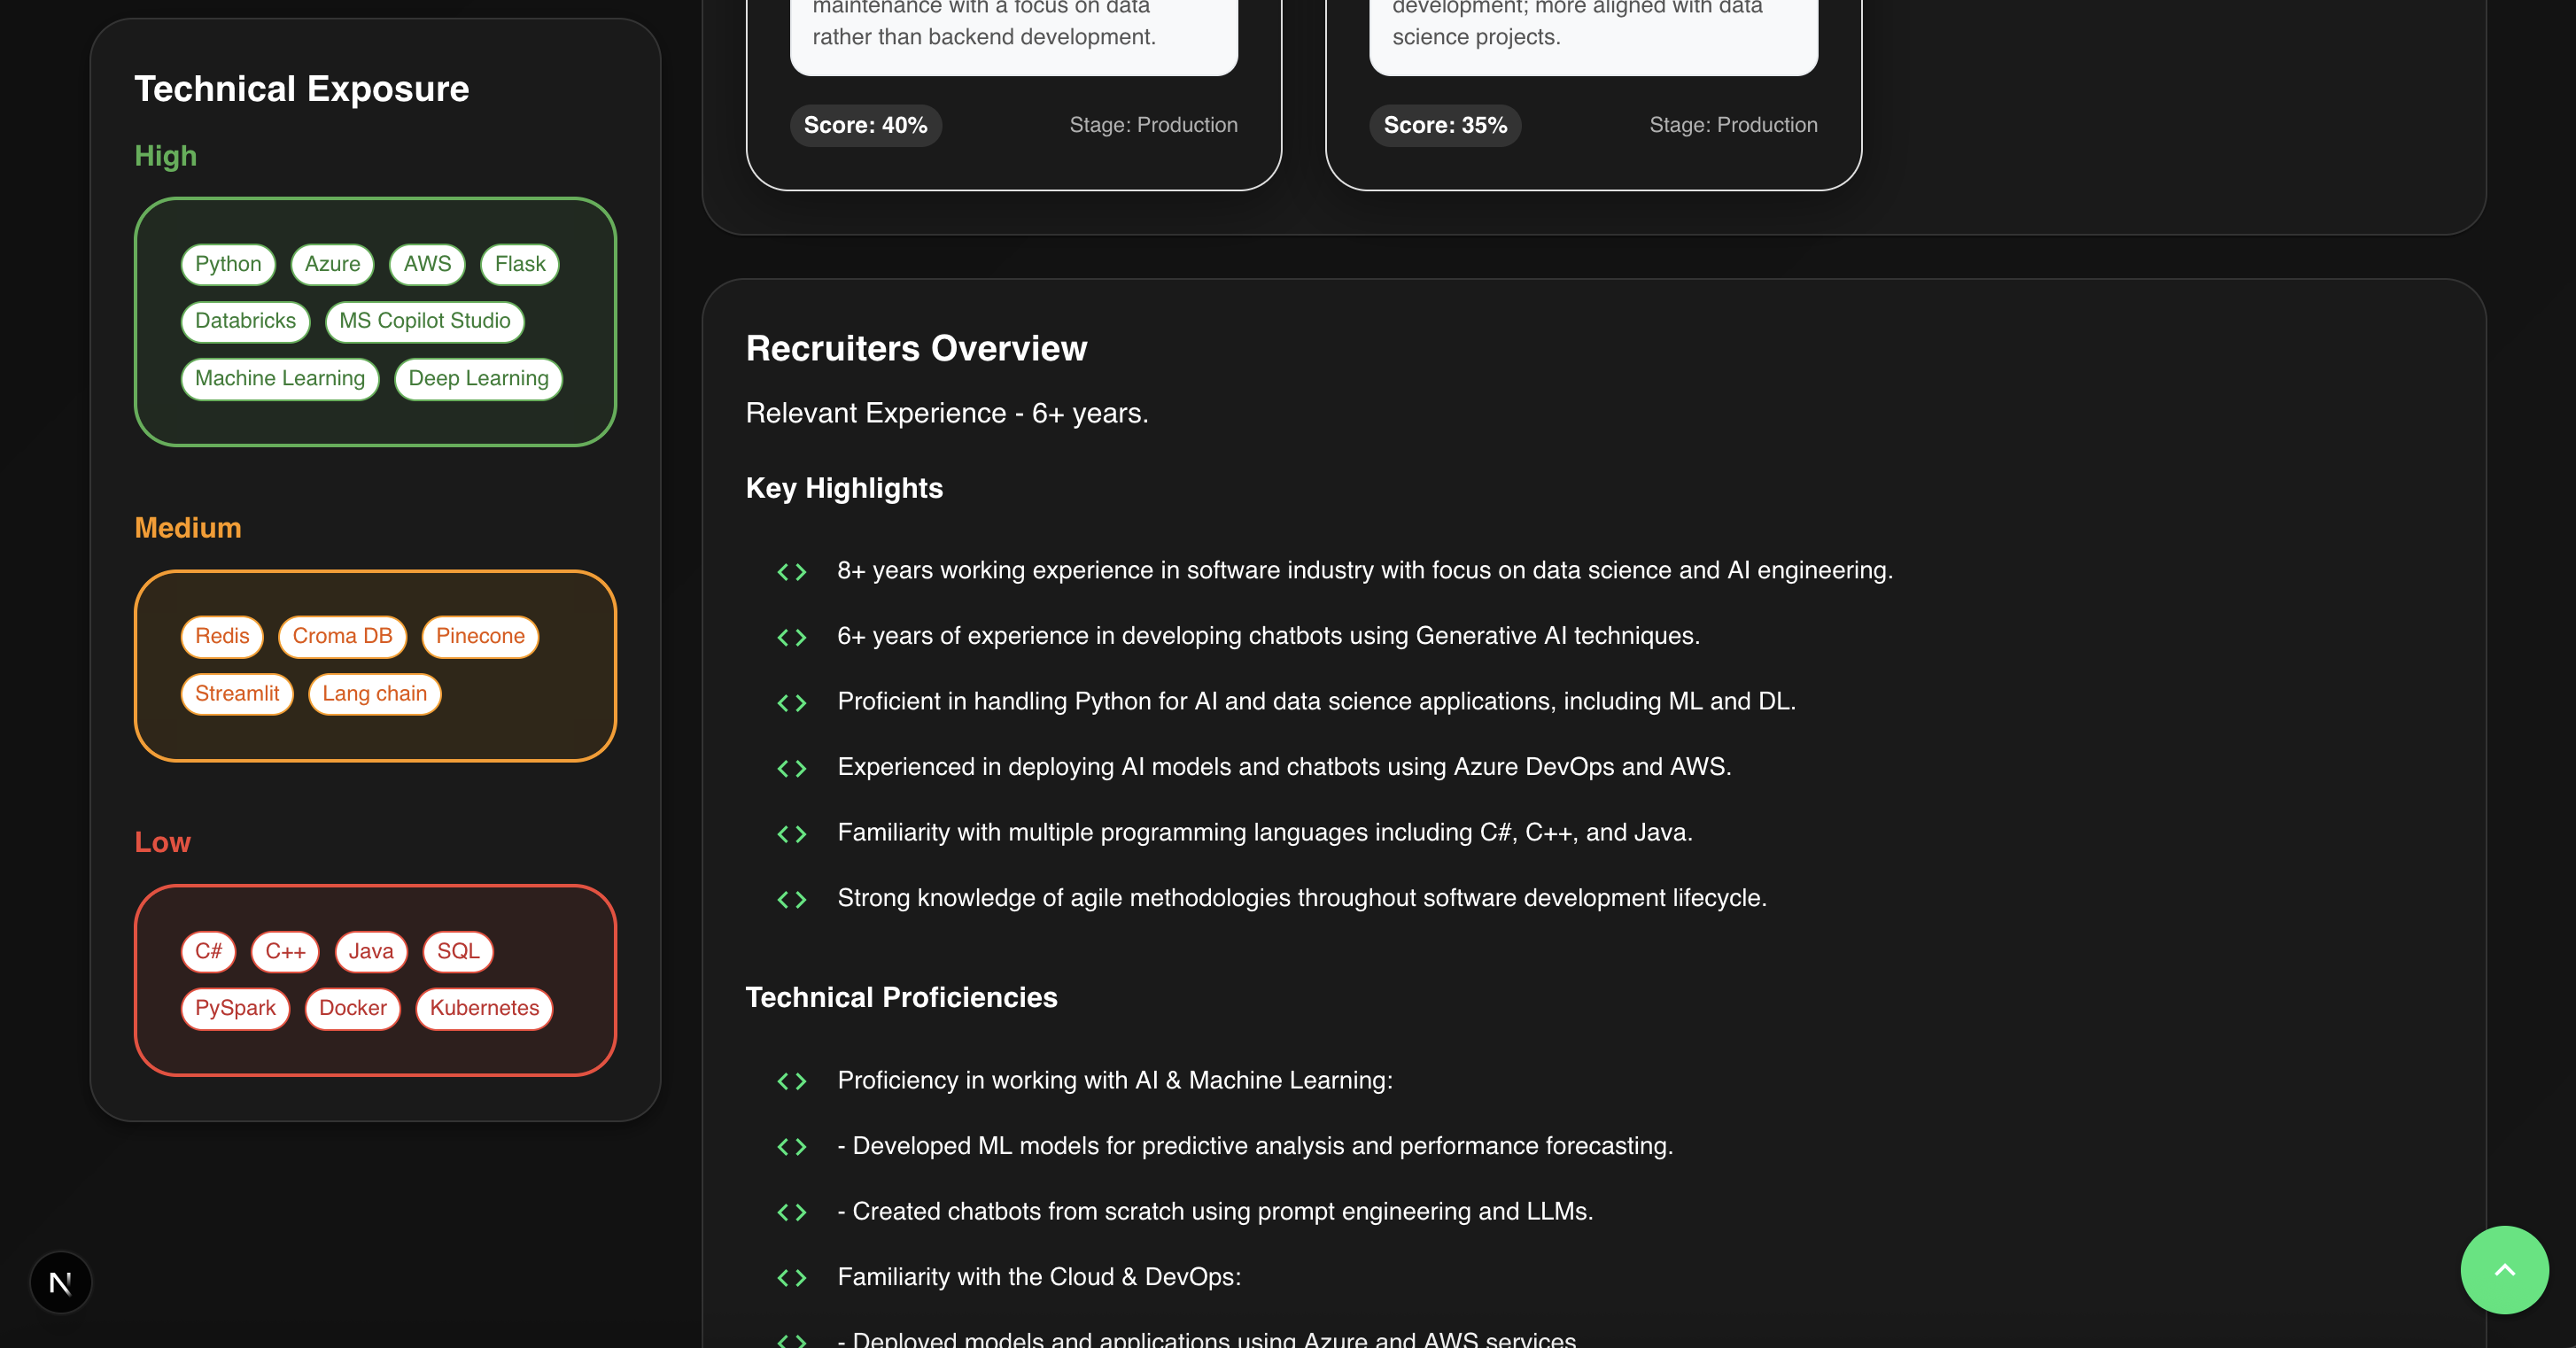 Technical Exposure
High
Python Azure AWS Flask
Databricks MS Copilot Studio
Machine Learning Deep Learning
Medium
Redis Croma DB Pinecone
Streamlit Lang chain
Low
C# C++ Java SQL
PySpark Docker Kubernetes
maintenance with a focus on data
rather than backend development.
Score: 40% Stage: Production
development; more aligned with data
science projects.
Score: 35% Stage: Production
Recruiters Overview
Relevant Experience - 6+ years.
Key Highlights
8+ years working experience in software industry with focus on data science and AI engineering.
6+ years of experience in developing chatbots using Generative AI techniques.
Proficient in handling Python for AI and data science applications, including ML and DL.
Experienced in deploying AI models and chatbots using Azure DevOps and AWS.
Familiarity with multiple programming languages including C#, C++, and Java.
Strong knowledge of agile methodologies throughout software development lifecycle.
Technical Proficiencies
Proficiency in working with AI & Machine Learning:
- Developed ML models for predictive analysis and performance forecasting.
- Created chatbots from scratch using prompt engineering and LLMs.
Familiarity with the Cloud & DevOps:
- Deployed models and applications using Azure and AWS services
N